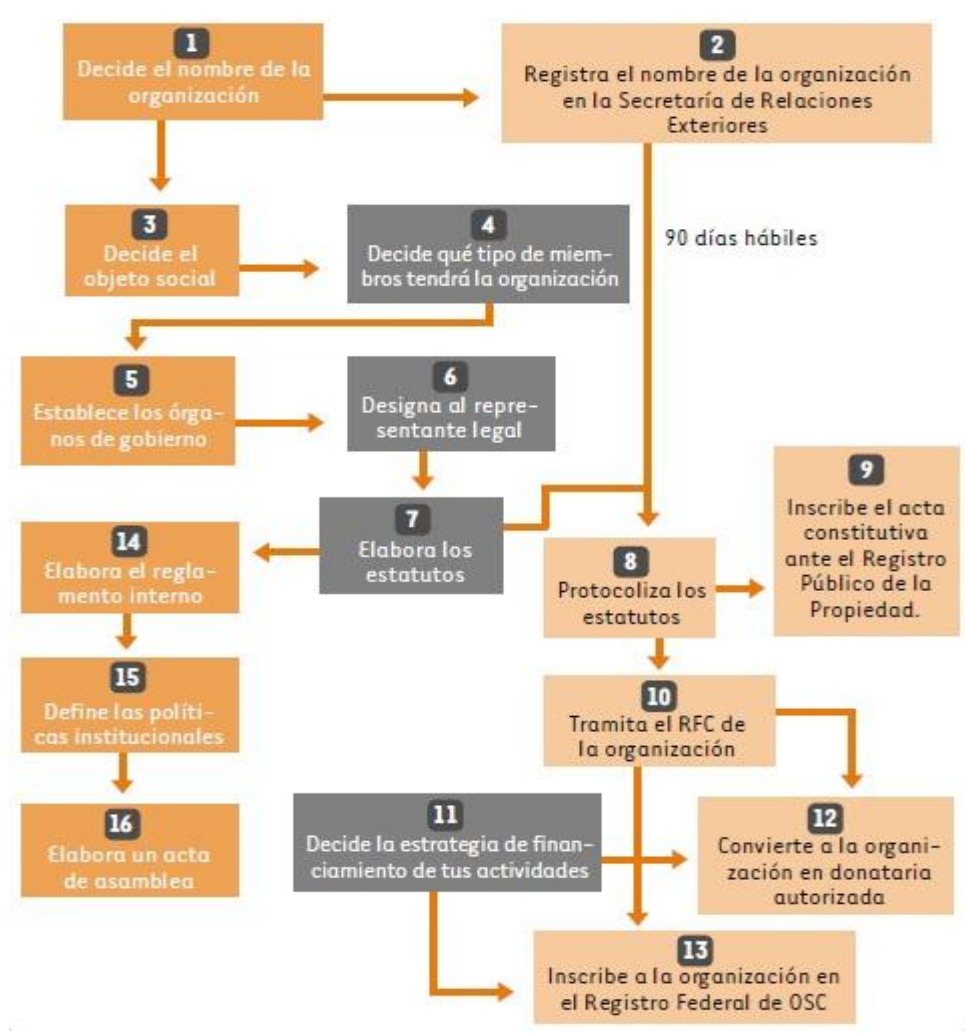 1
Decide el nombre de la
organización
2
Registra el nombre de la organización
en la Secretaría de Relaciones
Exteriores
3
Decide el
objeto social
4
Decide qué tipo de miem-
bros tendrá la organización
90 días hábiles
5
Establece los órga-
nos de gobierno
6
Designa al repre-
sentante legal
7
Elabora los
estatutos
8
Protocoliza los
estatutos
9
Inscribe el acta
constitutiva
ante el Registro
Público de la
Propiedad.
14
Elabora el regla-
mento interno
15
Define las políti-
cas institucionales
10
Tramita el RFC de
la organización
16
Elabora un acta
de asamblea
11
Decide la estrategia de finan-
ciamiento de tus actividades
12
Convierte a la organi-
zación en donataria
autorizada
13
Inscribe a la organización en
el Registro Federal de OSC